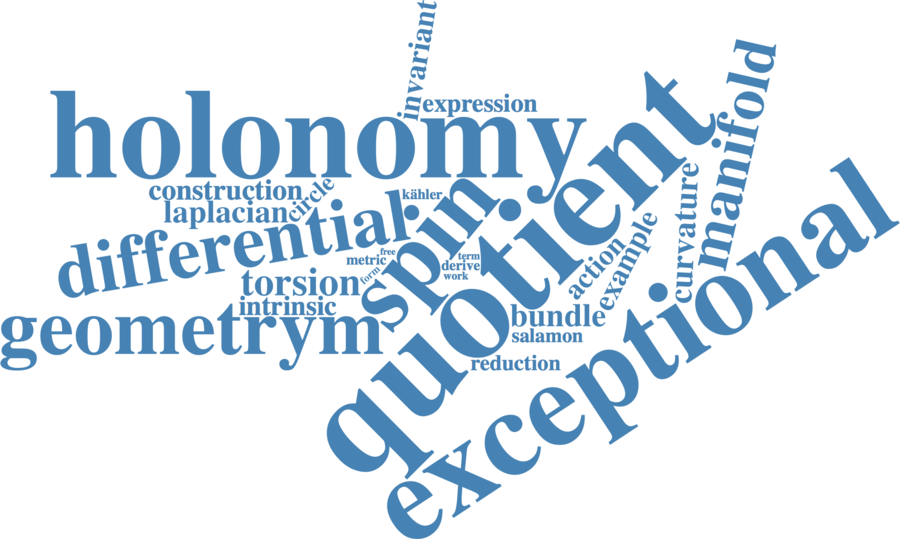 invariant
expression
holonomy
manifold
quotient
construction
circle
laplacian
kähler
spin
curvature
differential
exceptional
example
action
free
metric
term
derive
form
work
torsion
intrinsic
geometrym
bundle
salamon
reduction